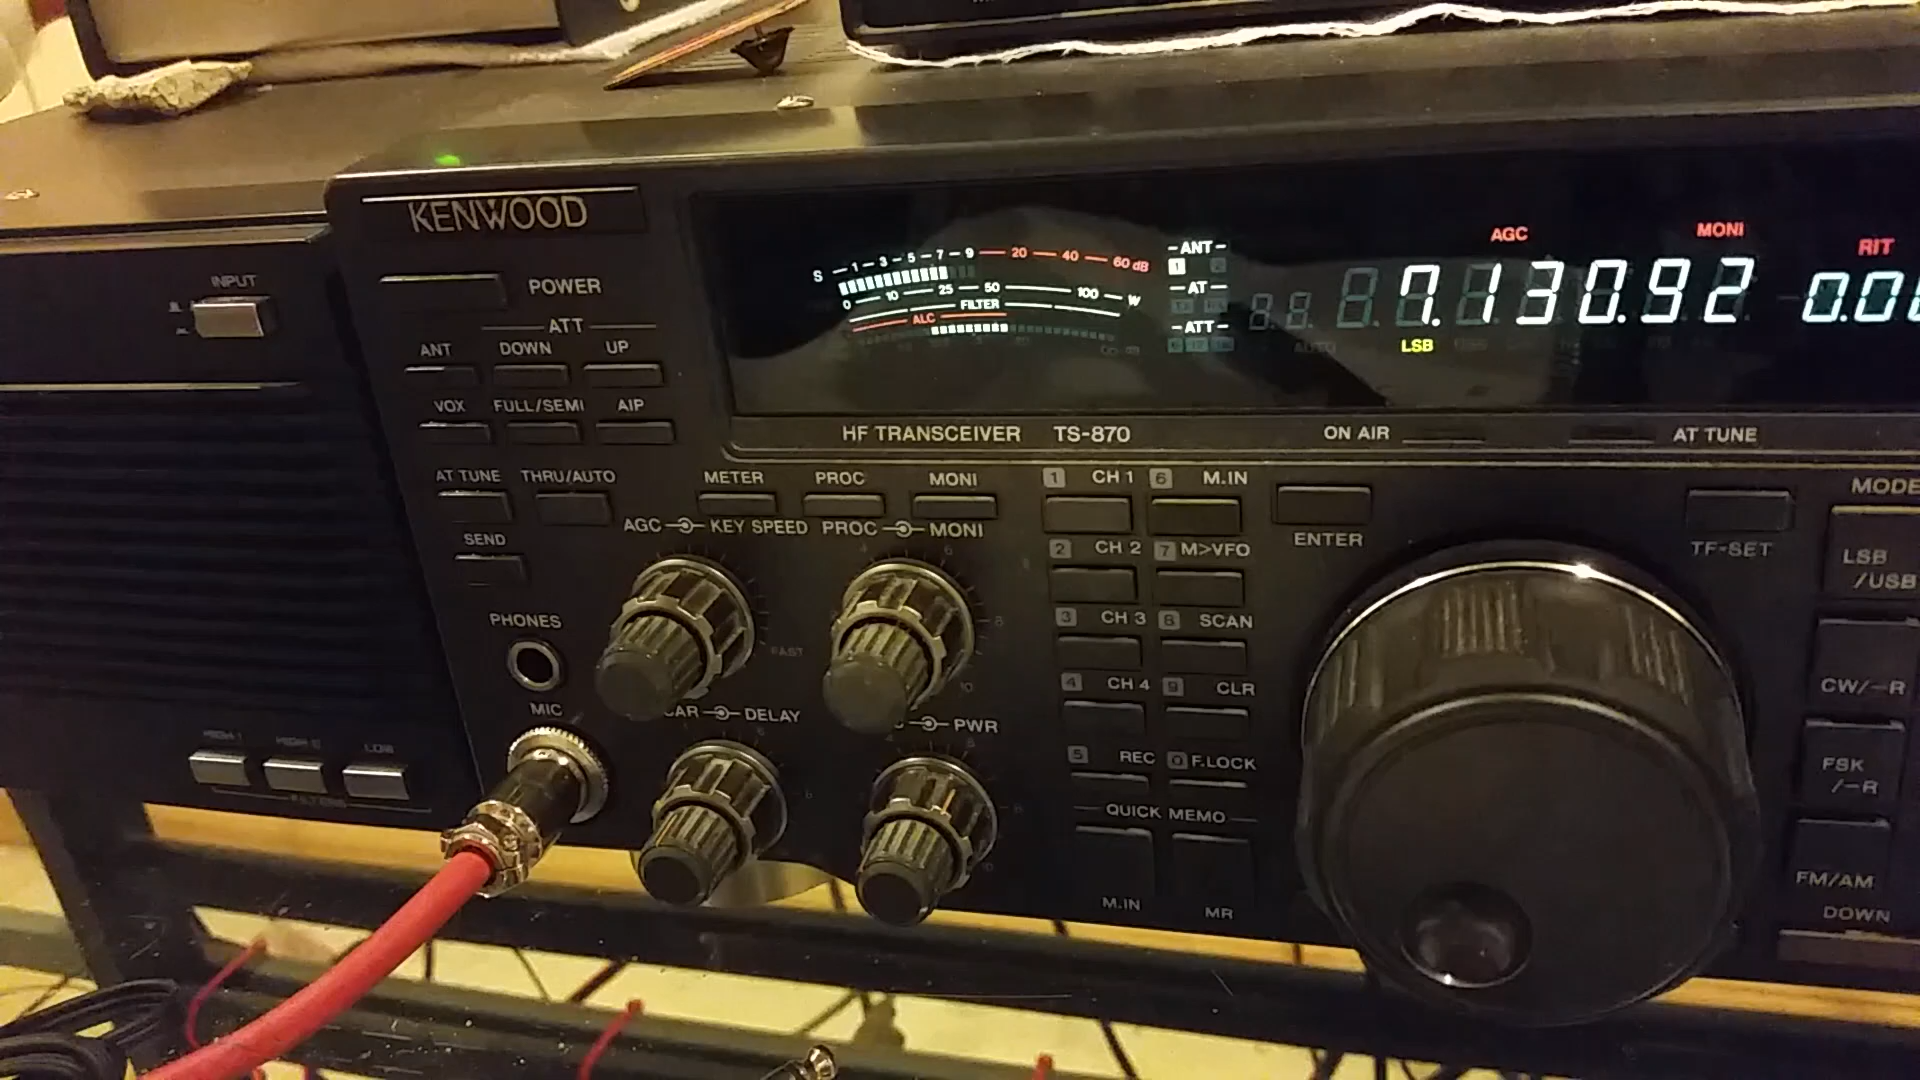 KENWOOD
INPUT
POWER
ATT
ANT DOWN UP
VOX FULL/SEMI AIP
AT TUNE THRU/AUTO
SEND
PHONES
MIC
S 1 3 5 7 9 20 40 60 dB
0 10 25 50 100 W
FILTER
ALC
-ANT-
1 2
-AT-
-ATT-
AGC MONI RIT
7.130.92
LSB
AUTO
HF TRANSCEIVER TS-870
ON AIR AT TUNE
METER PROC MONI
AGC KEY SPEED PROC MONI
FAST
DELAY
PWR
1 CH 1 6 M.IN
2 CH 2 7 M>VFO
3 CH 3 8 SCAN
4 CH 4 9 CLR
5 REC 0 F.LOCK
QUICK MEMO
M.IN MR
ENTER
TF-SET
MODE
LSB
/USB
CW/-R
FSK
/-R
FM/AM
DOWN
LOW
FILTERS